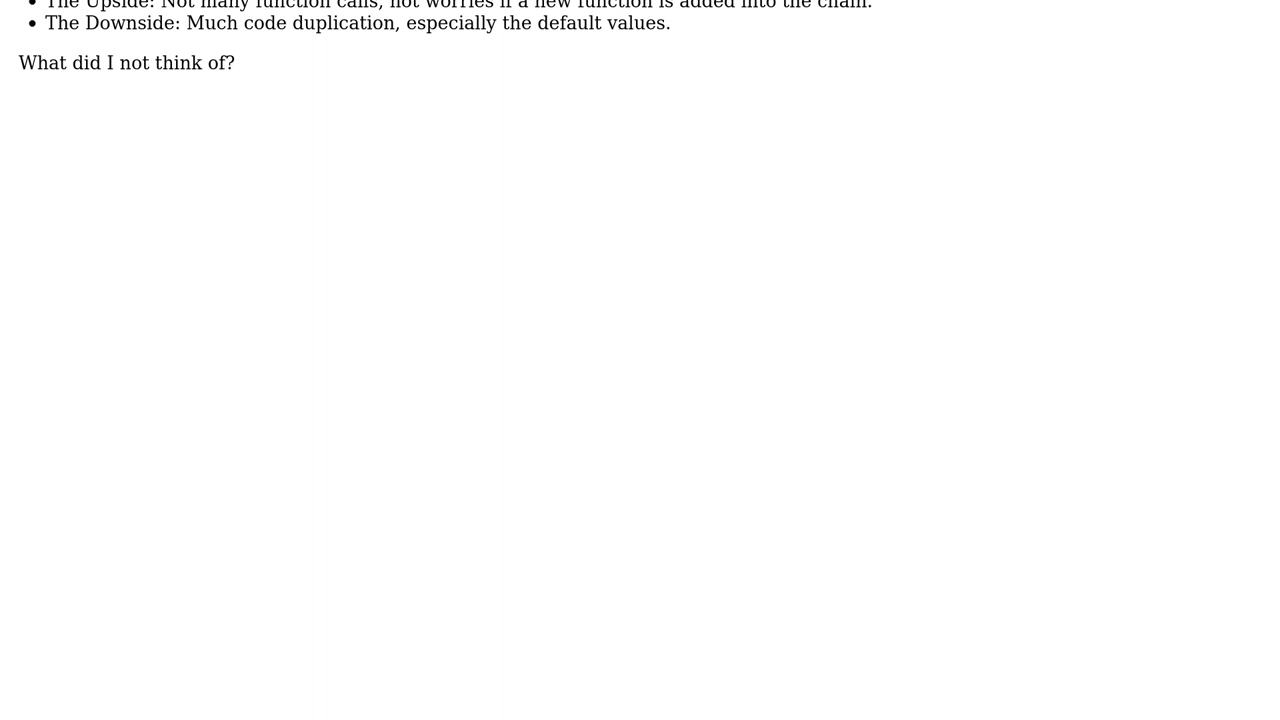 The Upside: Not many function calls, not worries if a new function is added into the chain.
The Downside: Much code duplication, especially the default values.
What did I not think of?